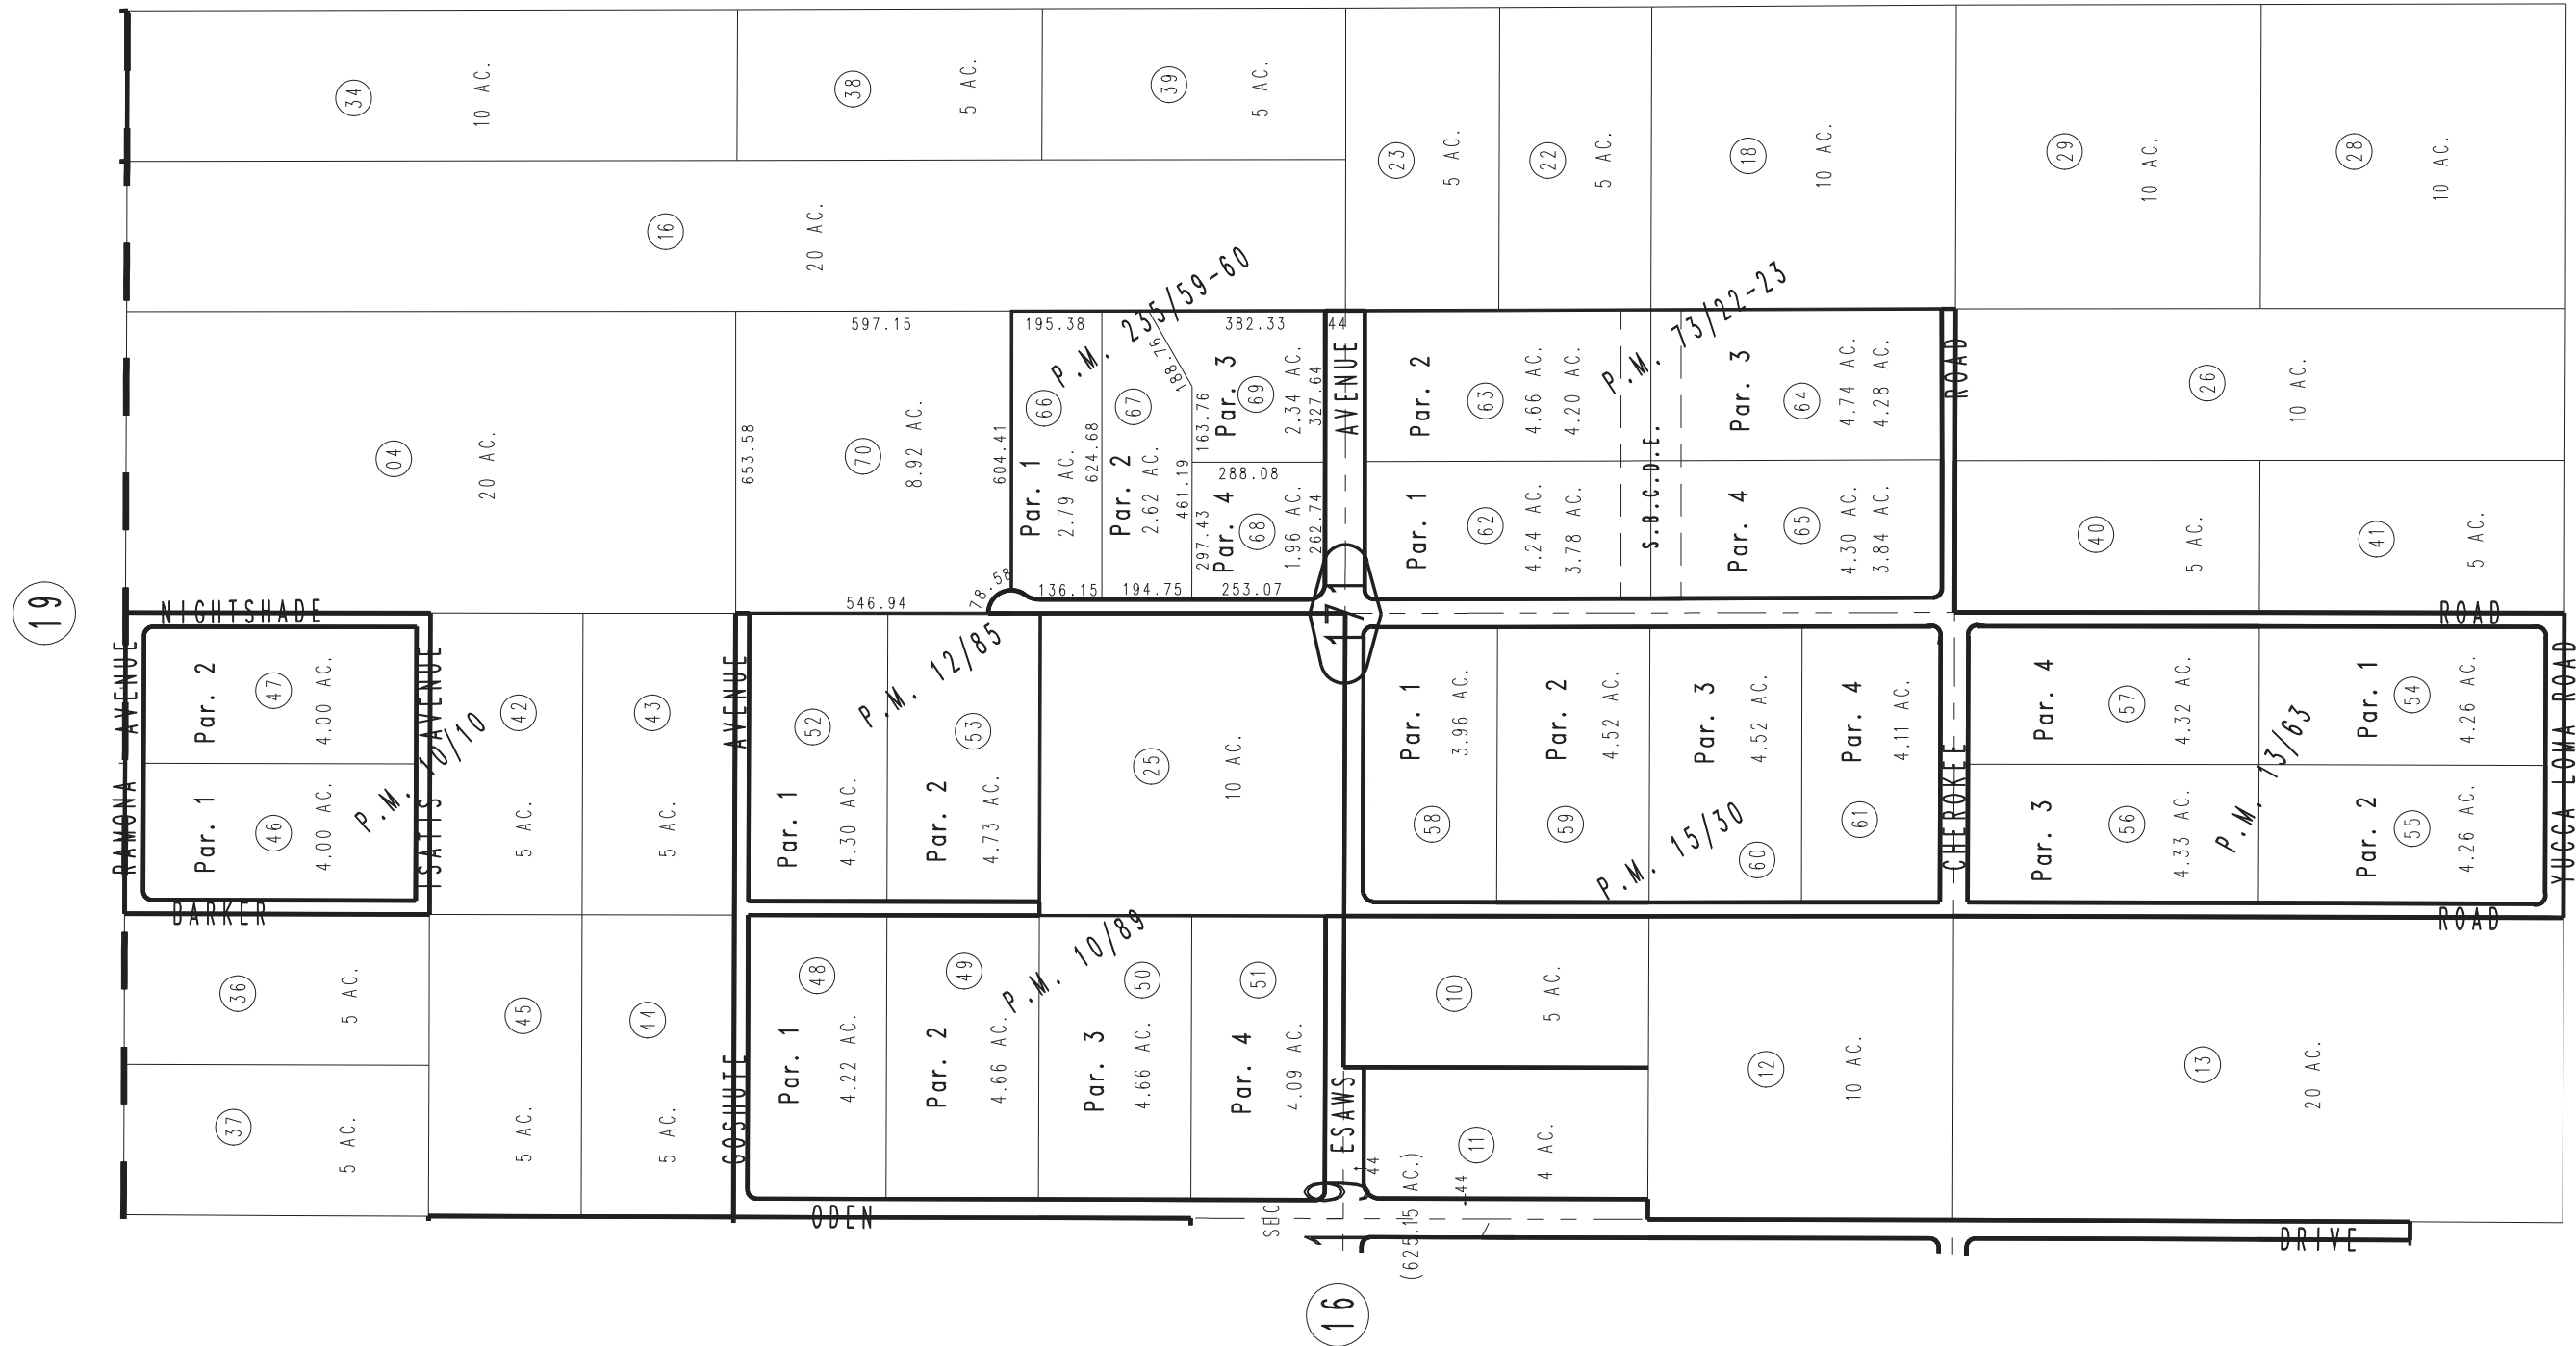 19
34
10 AC.
38
5 AC.
39
5 AC.
23
5 AC.
22
5 AC.
18
10 AC.
29
10 AC.
28
10 AC.
16
20 AC.
04
20 AC.
653.58
597.15
70
8.92 AC.
604.41
546.94
78.58
P.M. 235/59-60
195.38
66
Par. 1
2.79 AC.
624.68
136.15
67
Par. 2
2.62 AC.
461.19
194.75
188.76
163.76
382.33
Par. 3
69
2.34 AC.
327.64
288.08
297.43
Par. 4
68
1.96 AC.
262.74
253.07
44
AVENUE
171
P.M. 73/22-23
Par. 2
63
4.66 AC.
4.20 AC.
Par. 1
62
4.24 AC.
3.78 AC.
S.B.C.D.E.
Par. 3
64
4.74 AC.
4.28 AC.
Par. 4
65
4.30 AC.
3.84 AC.
ROAD
26
10 AC.
40
5 AC.
41
5 AC.
ROAD
NIGHTSHADE
RAMONA AVENUE
Par. 2
47
4.00 AC.
Par. 1
46
4.00 AC.
P.M. 10/10
ISATIS AVENUE
BARKER
42
5 AC.
43
5 AC.
AVENUE
P.M. 12/85
52
Par. 1
4.30 AC.
53
Par. 2
4.73 AC.
25
10 AC.
P.M. 15/30
Par. 1
3.96 AC.
58
Par. 2
4.52 AC.
59
Par. 3
4.52 AC.
60
Par. 4
4.11 AC.
61
CHEROKEE
P.M. 13/63
Par. 4
57
4.32 AC.
Par. 1
54
4.26 AC.
Par. 3
56
4.33 AC.
Par. 2
55
4.26 AC.
YUCCA LOMA ROAD
ROAD
36
5 AC.
37
5 AC.
45
5 AC.
44
5 AC.
GOSHUTE
P.M. 10/89
48
Par. 1
4.22 AC.
49
Par. 2
4.66 AC.
50
Par. 3
4.66 AC.
51
Par. 4
4.09 AC.
ESAWS
10
5 AC.
11
4 AC.
44
44
12
10 AC.
13
20 AC.
ODEN
SEC
(625.15 AC.)
DRIVE
16